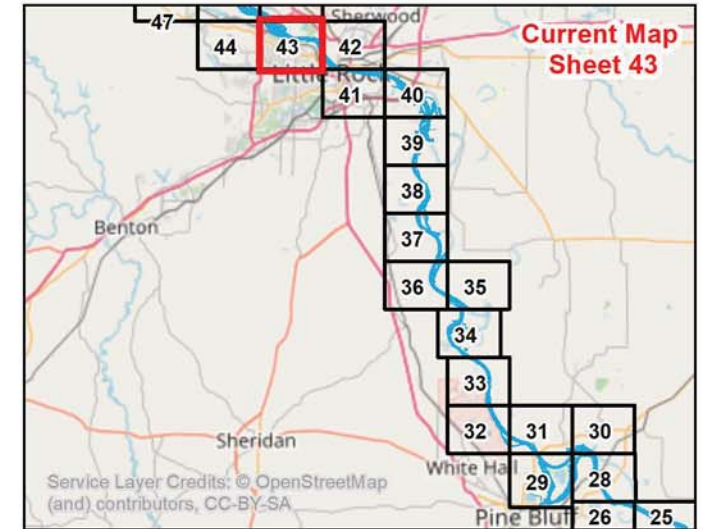 47
Sherwood
Current Map
Sheet 43
44
43
42
Little Rock
41
40
39
38
Benton
37
36
35
34
33
32
31
30
Sheridan
White Hall
29
28
Service Layer Credits: © OpenStreetMap
(and) contributors, CC-BY-SA
Pine Bluff
26
25